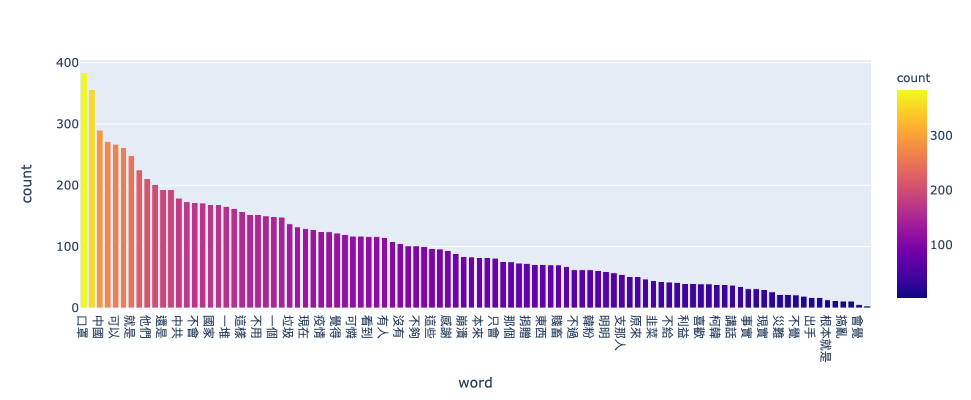 count
400
300
200
100
0
count
300
200
100
口罩
中國
可以
就是
他們
還是
中共
不會
國家
一堆
這樣
不用
一個
垃圾
現在
疫情
覺得
可憐
看到
有人
沒有
不夠
這些
感謝
崩潰
本來
只會
那個
捐贈
東西
賤畜
不過
韓粉
明明
支那人
原來
韭菜
不給
利益
喜歡
柯韓
講話
事實
現實
災難
不學
出手
根本就是
搞亂
會覺
word